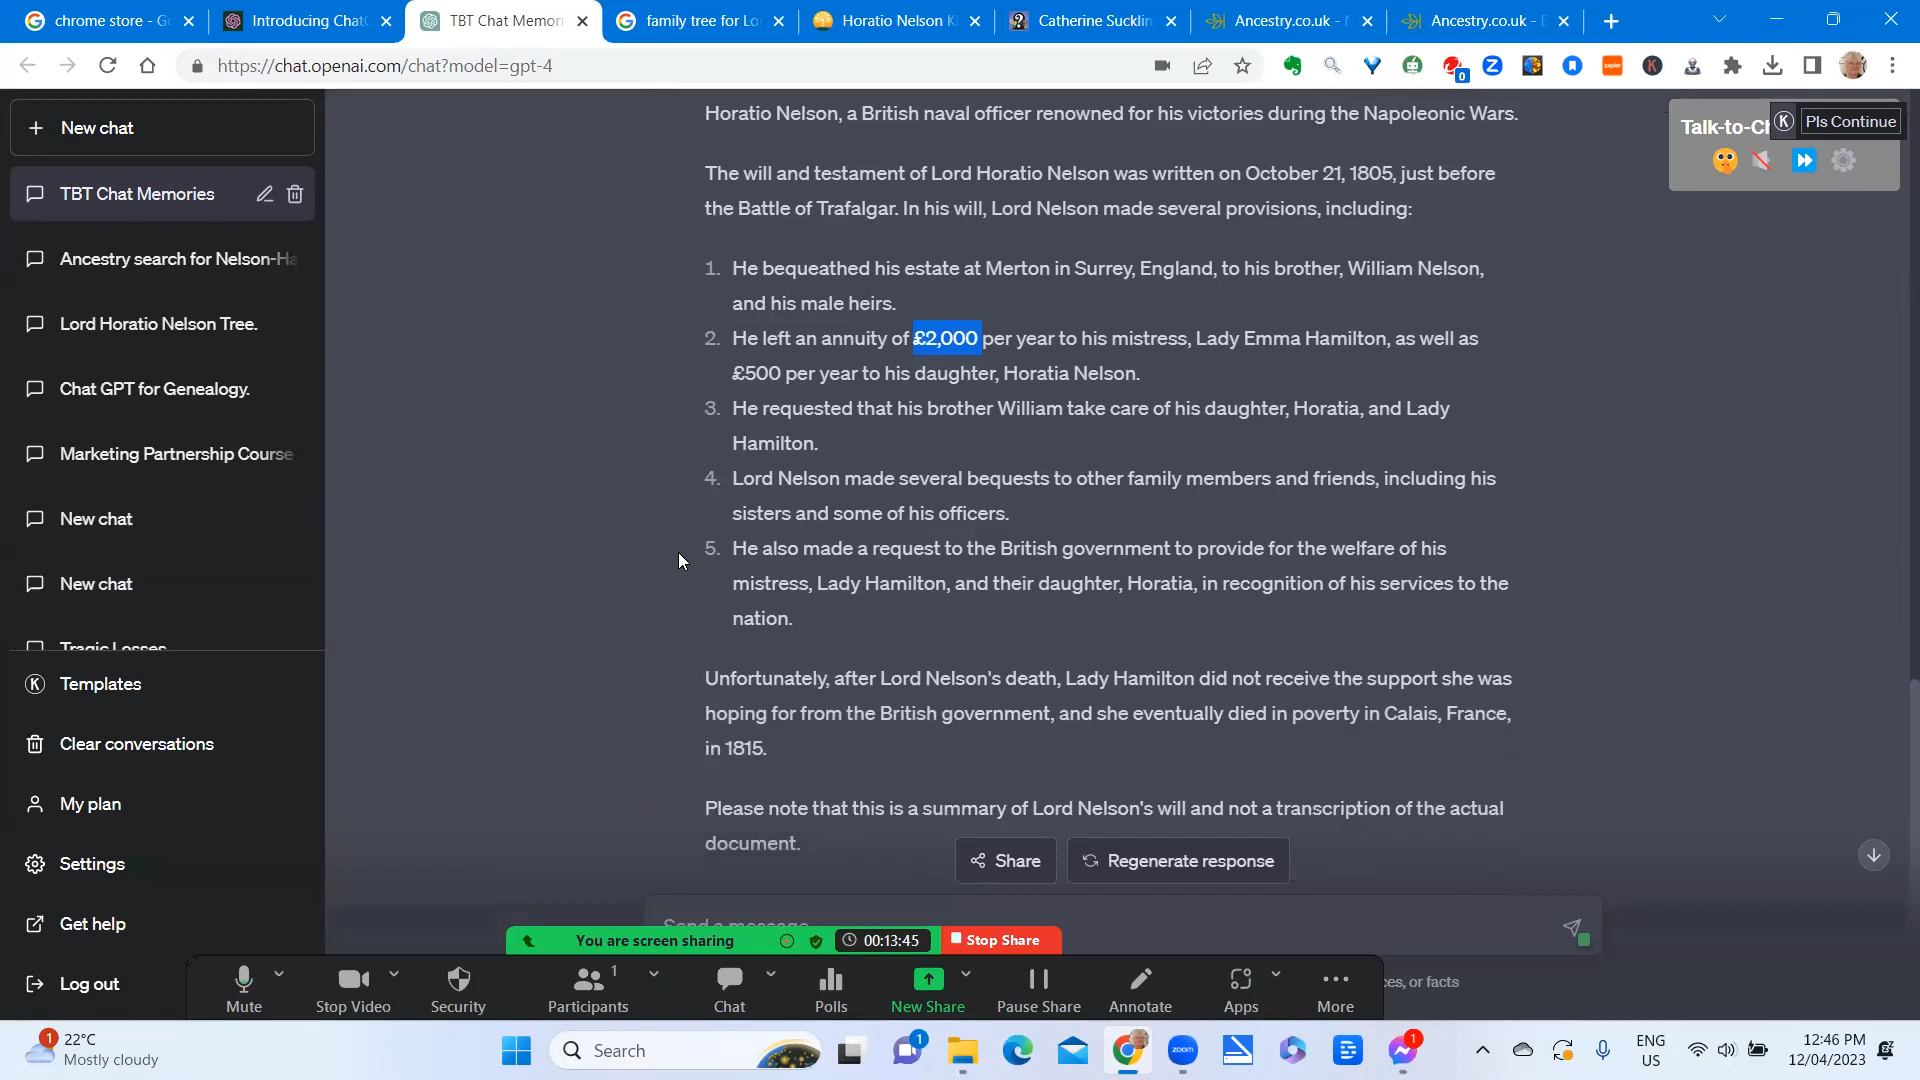 chrome store - G
Introducing Chat
TBT Chat Memor
family tree for Lo
Horatio Nelson K
Catherine Sucklin
Ancestry.co.uk -
Ancestry.co.uk -
https://chat.openai.com/chat?model=gpt-4
0
New chat
TBT Chat Memories
Ancestry search for Nelson-Ha
Lord Horatio Nelson Tree.
Chat GPT for Genealogy.
Marketing Partnership Course
New chat
New chat
Tragic Losses
Templates
Clear conversations
My plan
Settings
Get help
Log out
Talk-to-Ch
Pls Continue
Horatio Nelson, a British naval officer renowned for his victories during the Napoleonic Wars.
The will and testament of Lord Horatio Nelson was written on October 21, 1805, just before
the Battle of Trafalgar. In his will, Lord Nelson made several provisions, including:
1. He bequeathed his estate at Merton in Surrey, England, to his brother, William Nelson,
and his male heirs.
2. He left an annuity of £2,000 per year to his mistress, Lady Emma Hamilton, as well as
£500 per year to his daughter, Horatia Nelson.
3. He requested that his brother William take care of his daughter, Horatia, and Lady
Hamilton.
4. Lord Nelson made several bequests to other family members and friends, including his
sisters and some of his officers.
5. He also made a request to the British government to provide for the welfare of his
mistress, Lady Hamilton, and their daughter, Horatia, in recognition of his services to the
nation.
Unfortunately, after Lord Nelson's death, Lady Hamilton did not receive the support she was
hoping for from the British government, and she eventually died in poverty in Calais, France,
in 1815.
Please note that this is a summary of Lord Nelson's will and not a transcription of the actual
document.
Share
Regenerate response
Send a message
You are screen sharing
00:13:45
Stop Share
Mute
Stop Video
Security
Participants
1
Chat
Polls
New Share
Pause Share
Annotate
Apps
More
ces, or facts
1
22°C
Mostly cloudy
Search
1
zoom
1
ENG
US
12:46 PM
12/04/2023